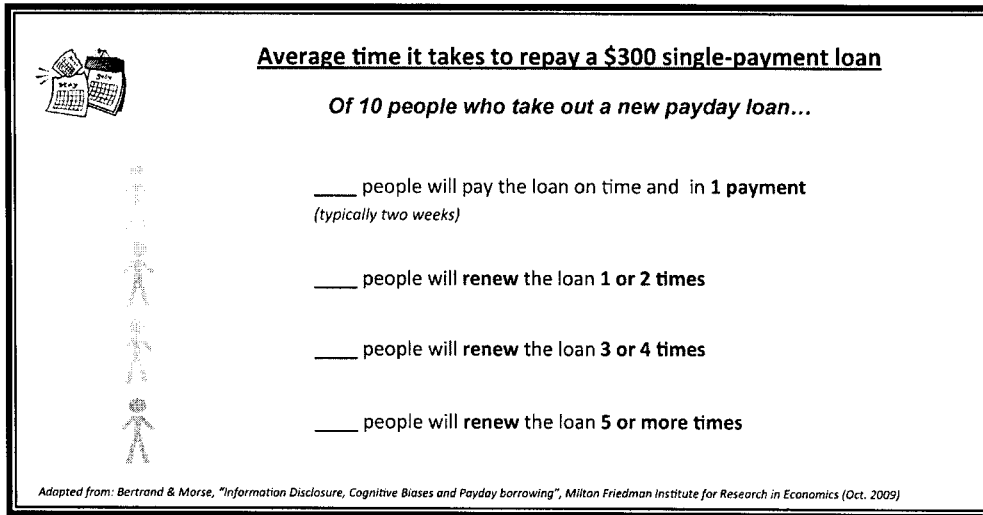 Average time it takes to repay a $300 single-payment loan
Of 10 people who take out a new payday loan...
____ people will pay the loan on time and in 1 payment
(typically two weeks)
____ people will renew the loan 1 or 2 times
____ people will renew the loan 3 or 4 times
____ people will renew the loan 5 or more times
Adapted from: Bertrand & Morse, "Information Disclosure, Cognitive Biases and Payday borrowing", Milton Friedman Institute for Research in Economics (Oct. 2009)